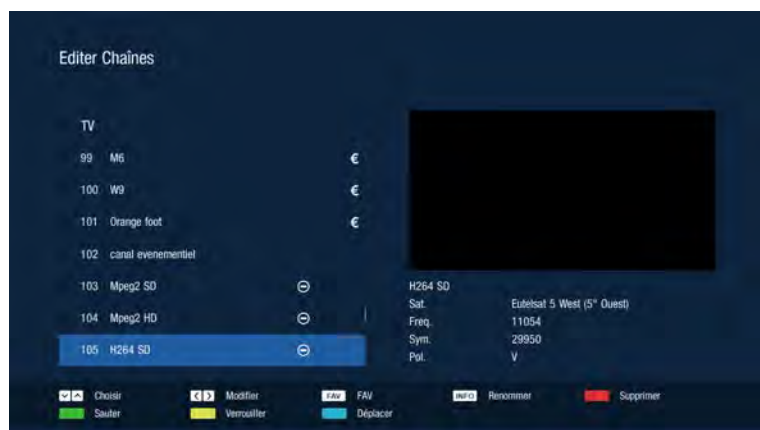 Editer Chaînes
TV
99 M6 €
100 W9 €
101 Orange foot €
102 canal evenementiel
103 Mpeg2 SD
104 Mpeg2 HD
105 H264 SD
H264 SD
Sat. Eutelsat 5 West (5° Ouest)
Freq. 11054
Sym. 29950
Pol. V
Choisir Modifier FAV FAV INFO Renommer Supprimer
Sauter Verrouiller Déplacer